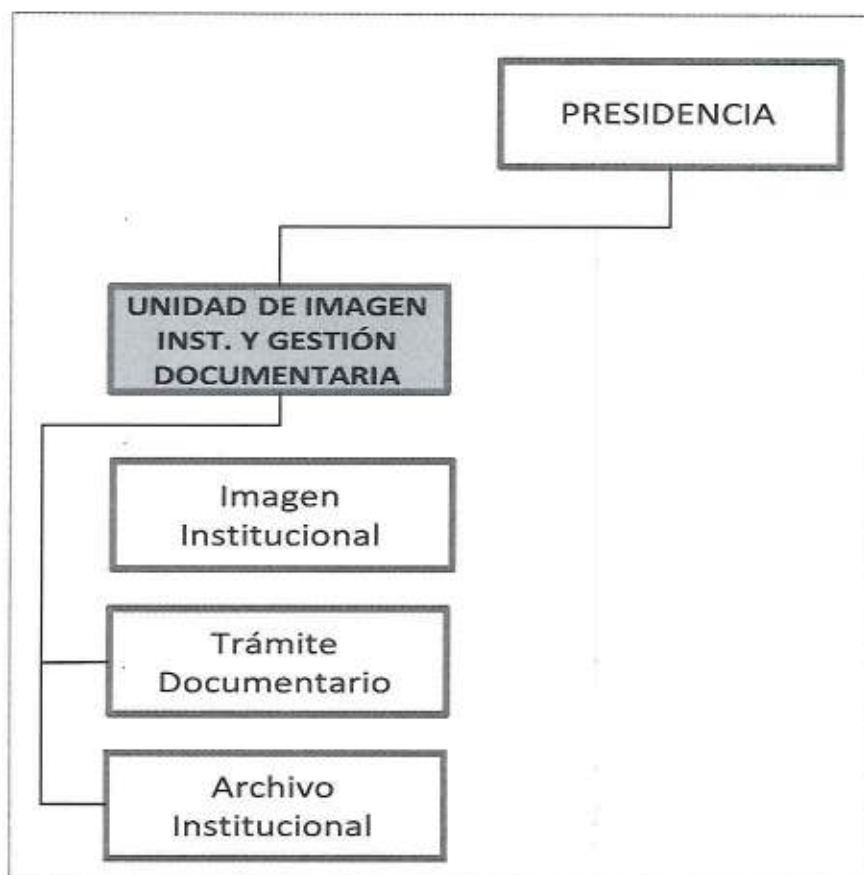 PRESIDENCIA
UNIDAD DE IMAGEN
INST. Y GESTIÓN
DOCUMENTARIA
Imagen
Institucional
Trámite
Documentario
Archivo
Institucional